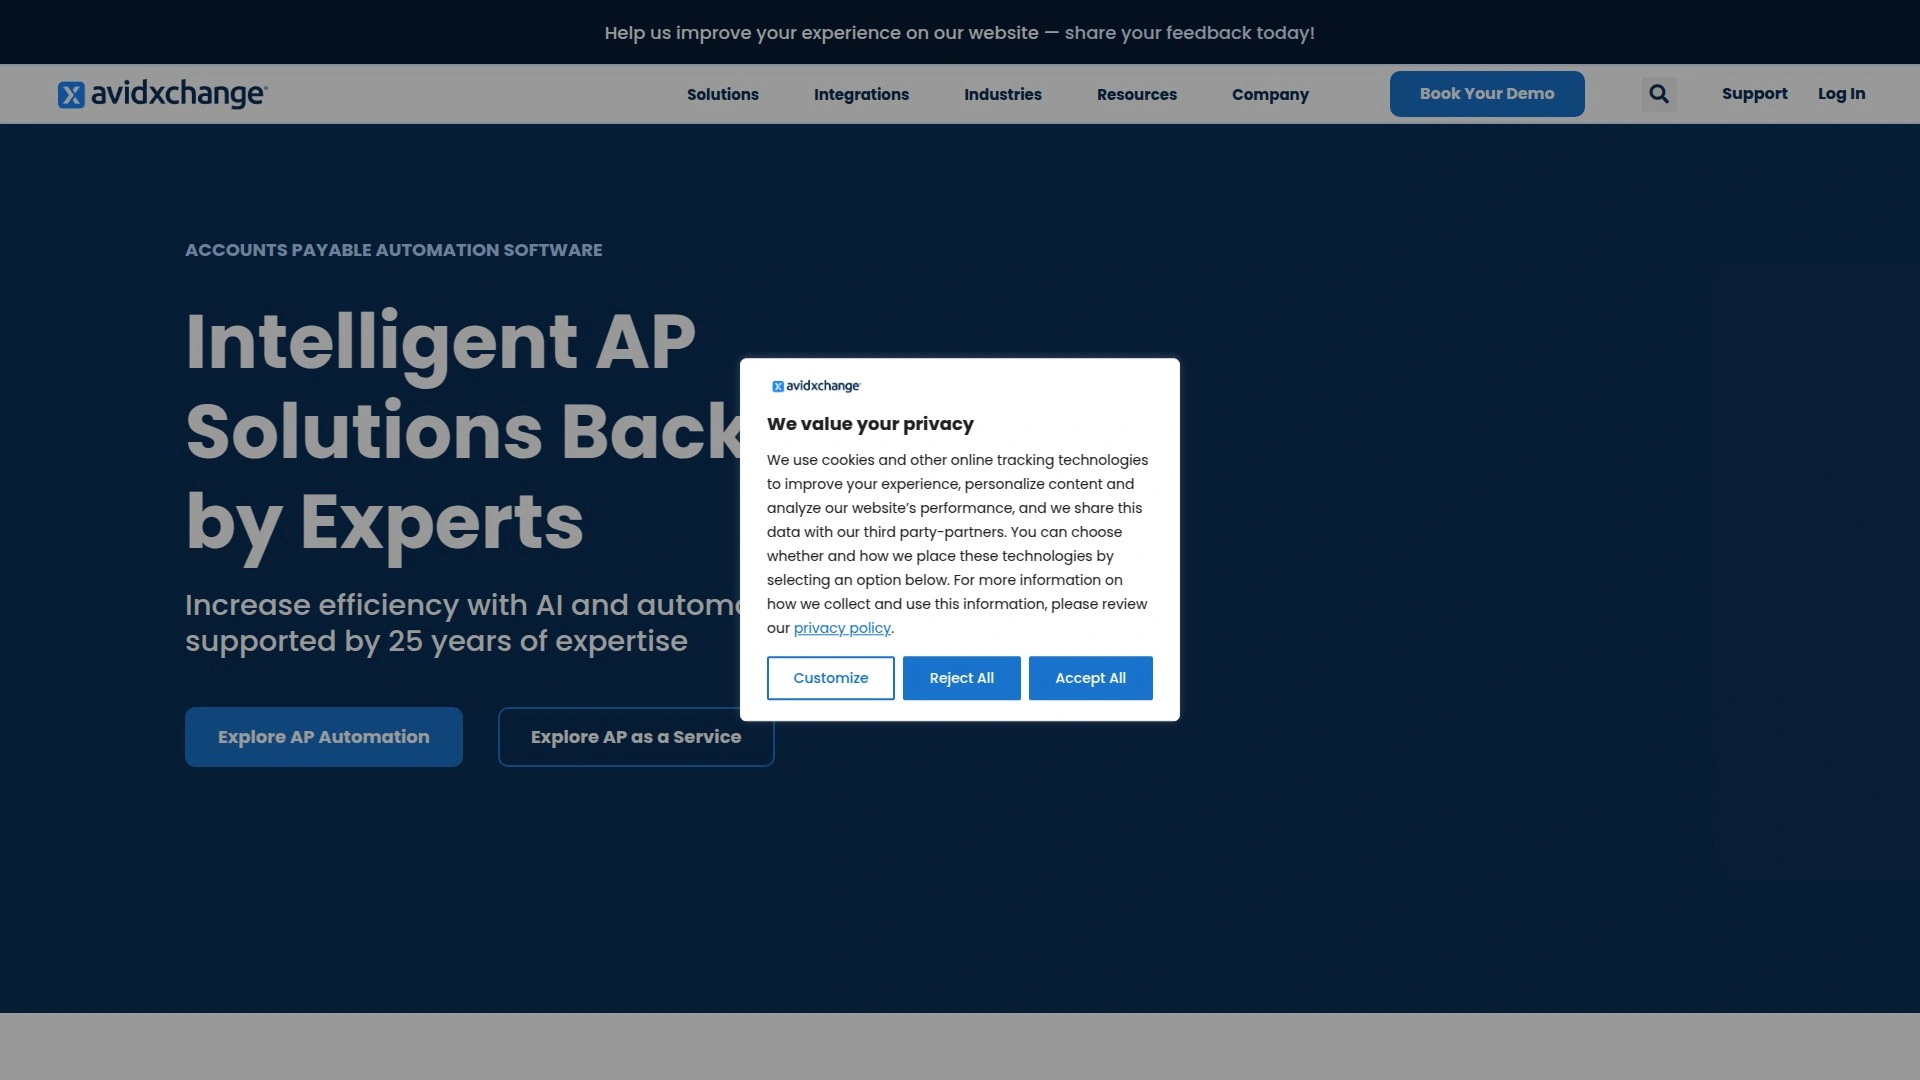 Help us improve your experience on our website — share your feedback today!
avidxchange
Solutions
Integrations
Industries
Resources
Company
Book Your Demo
Support
Log In
ACCOUNTS PAYABLE AUTOMATION SOFTWARE
Intelligent AP
Solutions Back
by Experts
Increase efficiency with AI and
supported by 25 years of expertise
Explore AP Automation
Explore AP as a Service
avidxchange
We value your privacy
We use cookies and other online tracking technologies
to improve your experience, personalize content and
analyze our website’s performance, and we share this
data with our third party-partners. You can choose
whether and how we place these technologies by
selecting an option below. For more information on
how we collect and use this information, please review
our privacy policy.
Customize
Reject All
Accept All